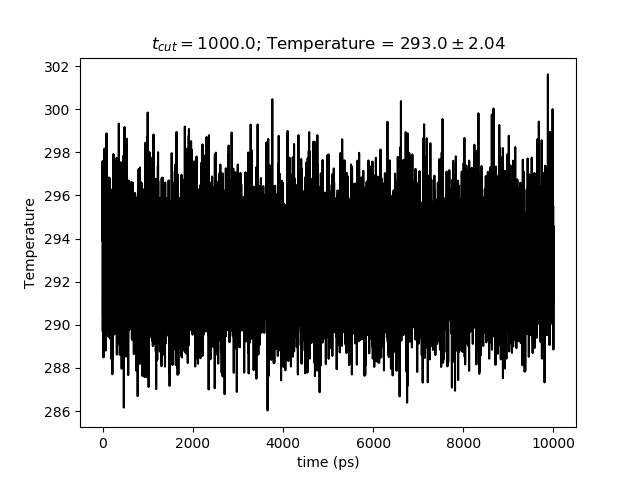 t_cut = 1000.0; Temperature = 293.0 ± 2.04
302
300
298
296
294
292
290
288
286
Temperature
0 2000 4000 6000 8000 10000
time (ps)